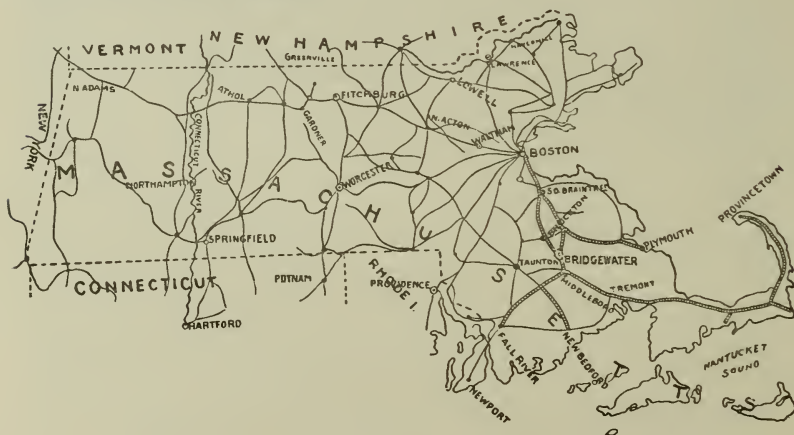 VERMONT
NEW HAMPSHIRE
GREENVILLE
HAVERHILL
LAWRENCE
LOWELL
N. ADAMS
ATHOL
FITCHBURG
GARDNER
N. ACTON
WALTHAM
BOSTON
NEW YORK
CONNECTICUT RIVER
MASSACHUSETTS
NORTHAMPTON
WORCESTER
SO. BRAINTREE
PROVINCETOWN
SPRINGFIELD
PLYMOUTH
TAUNTON
BRIDGEWATER
MIDDLEBORO
TREMONT
CONNECTICUT
PUTNAM
RHODE I.
PROVIDENCE
HARTFORD
FALL RIVER
NEW BEDFORD
NANTUCKET SOUND
NEWPORT